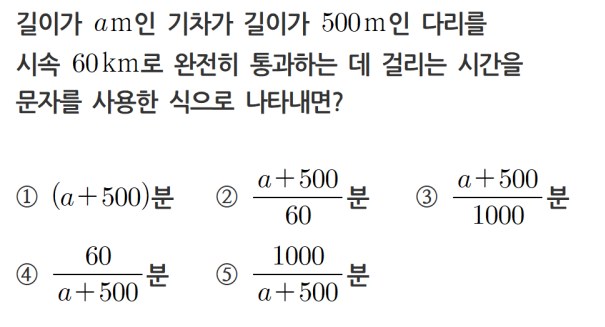 길이가 a m인 기차가 길이가 500 m인 다리를
시속 60 km로 완전히 통과하는 데 걸리는 시간을
문자를 사용한 식으로 나타내면?
① (a+500)분 ② \frac{a+500}{60}분 ③ \frac{a+500}{1000}분
④ \frac{60}{a+500}분 ⑤ \frac{1000}{a+500}분